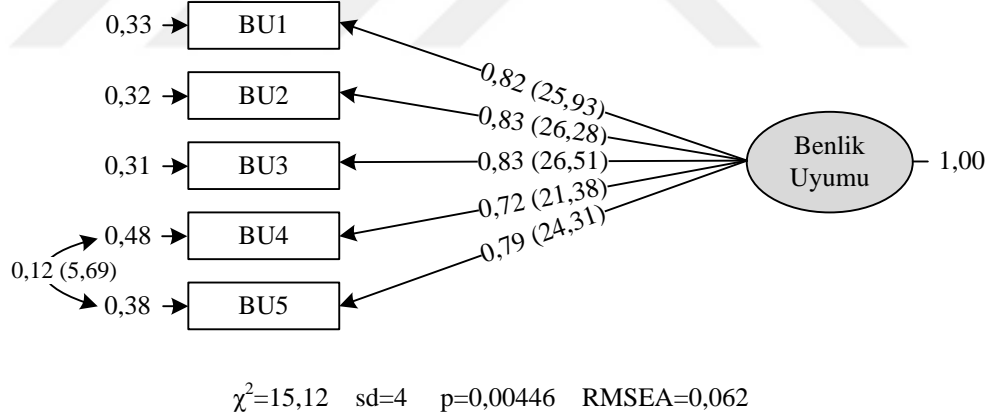 0,33 BU1
0,82 (25,93)
0,32 BU2
0,83 (26,28)
0,31 BU3
0,83 (26,51)
Benlik
Uyumu
1,00
0,72 (21,38)
0,48 BU4
0,79 (24,31)
0,12 (5,69)
0,38 BU5
χ²=15,12 sd=4 p=0,00446 RMSEA=0,062